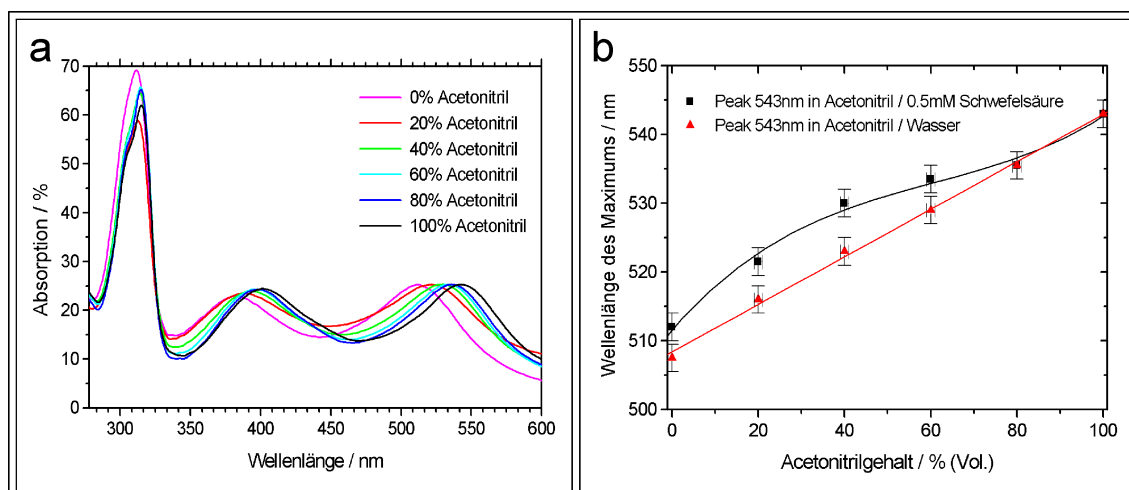 a
70
60
50
40
30
20
10
0
Absorption / %
0% Acetonitril
20% Acetonitril
40% Acetonitril
60% Acetonitril
80% Acetonitril
100% Acetonitril
300 350 400 450 500 550 600
Wellenlänge / nm
b
550
540
530
520
510
500
Wellenlänge des Maximums / nm
Peak 543nm in Acetonitril / 0.5mM Schwefelsäure
Peak 543nm in Acetonitril / Wasser
0 20 40 60 80 100
Acetonitrilgehalt / % (Vol.)